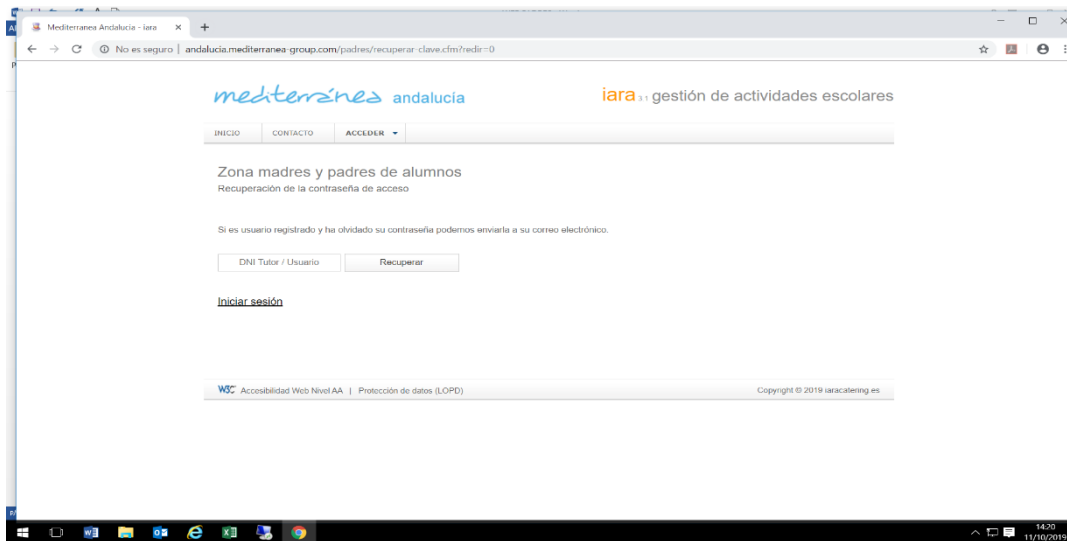 Mediterranea Andalucia - iara
No es seguro | andalucia.mediterranea-group.com/padres/recuperar-clave.cfm?redir=0
mediterránea andalucía
iara 3.1 gestión de actividades escolares
INICIO CONTACTO ACCEDER
Zona madres y padres de alumnos
Recuperación de la contraseña de acceso
Si es usuario registrado y ha olvidado su contraseña podemos enviarla a su correo electrónico.
DNI Tutor / Usuario Recuperar
Iniciar sesión
W3C Accesibilidad Web Nivel AA | Protección de datos (LOPD) Copyright © 2019 iaracatering.es
14:20
11/10/2019